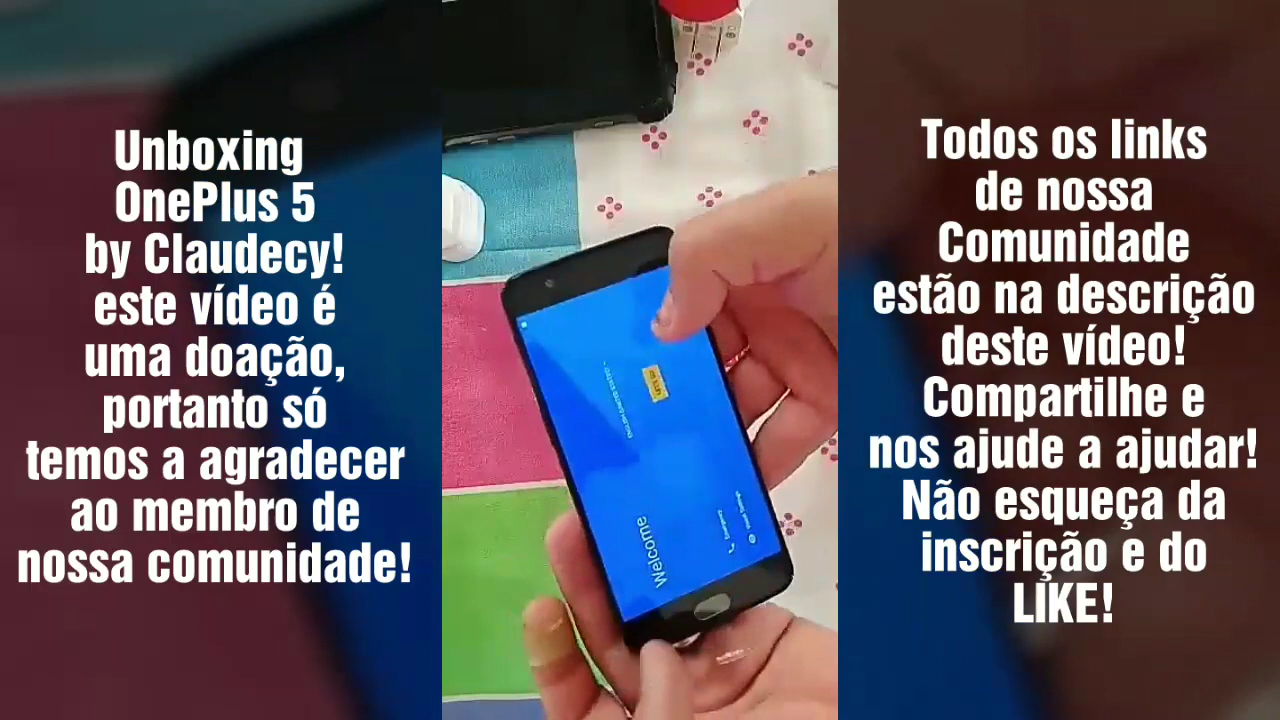 Unboxing
OnePlus 5
by Claudecy!
este vídeo é
uma doação,
portanto só
temos a agradecer
ao membro de
nossa comunidade!
Welcome
Todos os links
de nossa
Comunidade
estão na descrição
deste vídeo!
Compartilhe e
nos ajude a ajudar!
Não esqueça da
inscrição e do
LIKE!